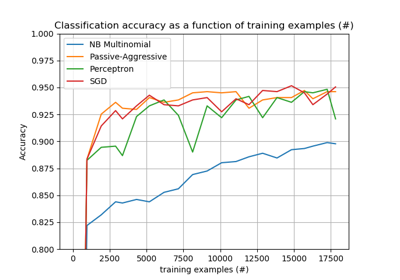 Classification accuracy as a function of training examples (#)
1.000
0.975
0.950
0.925
0.900
0.875
0.850
0.825
0.800
Accuracy
NB Multinomial
Passive-Aggressive
Perceptron
SGD
0 2500 5000 7500 10000 12500 15000 17500
training examples (#)